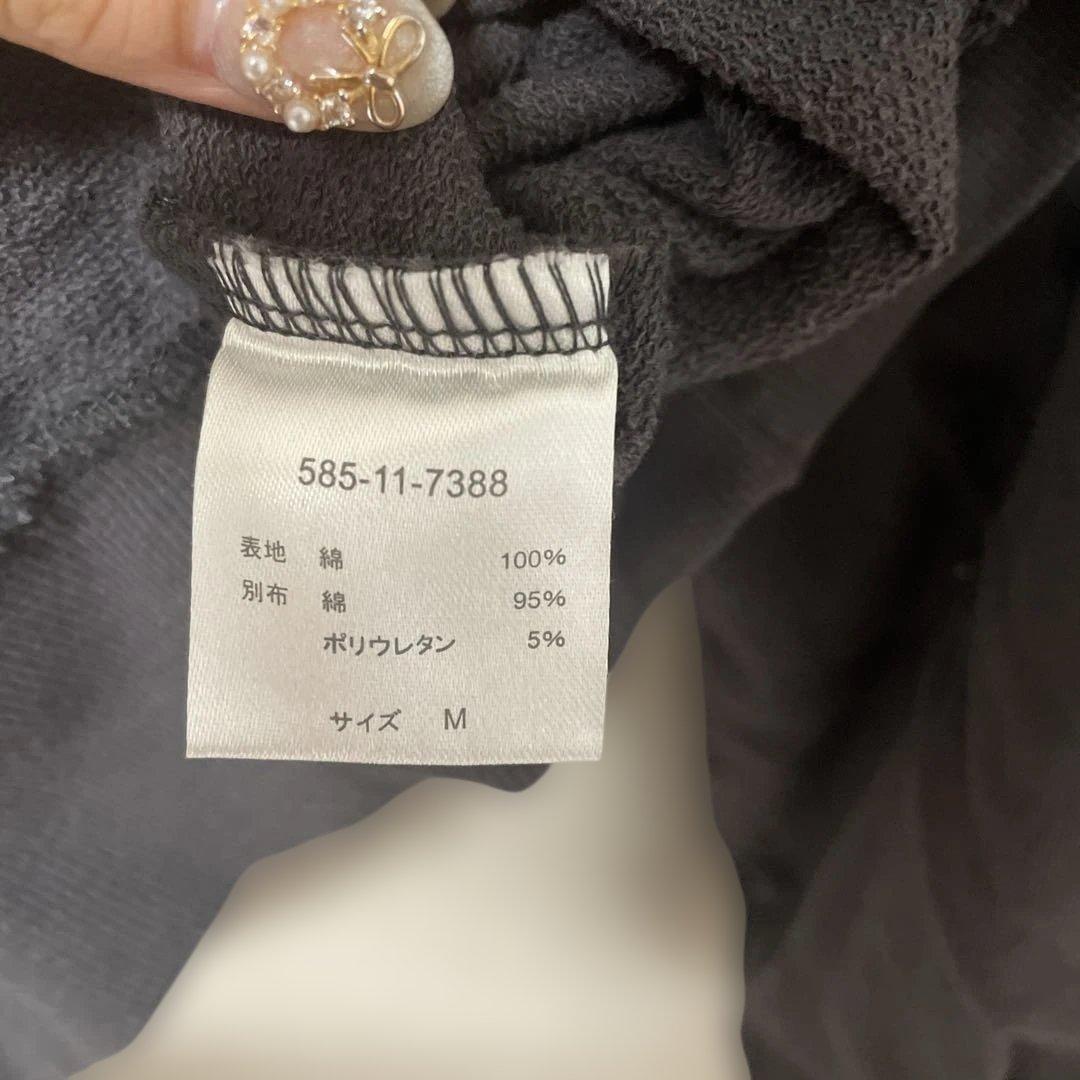 585-11-7388
表地 綿 100%
別布 綿 95%
ポリウレタン 5%
サイズ M